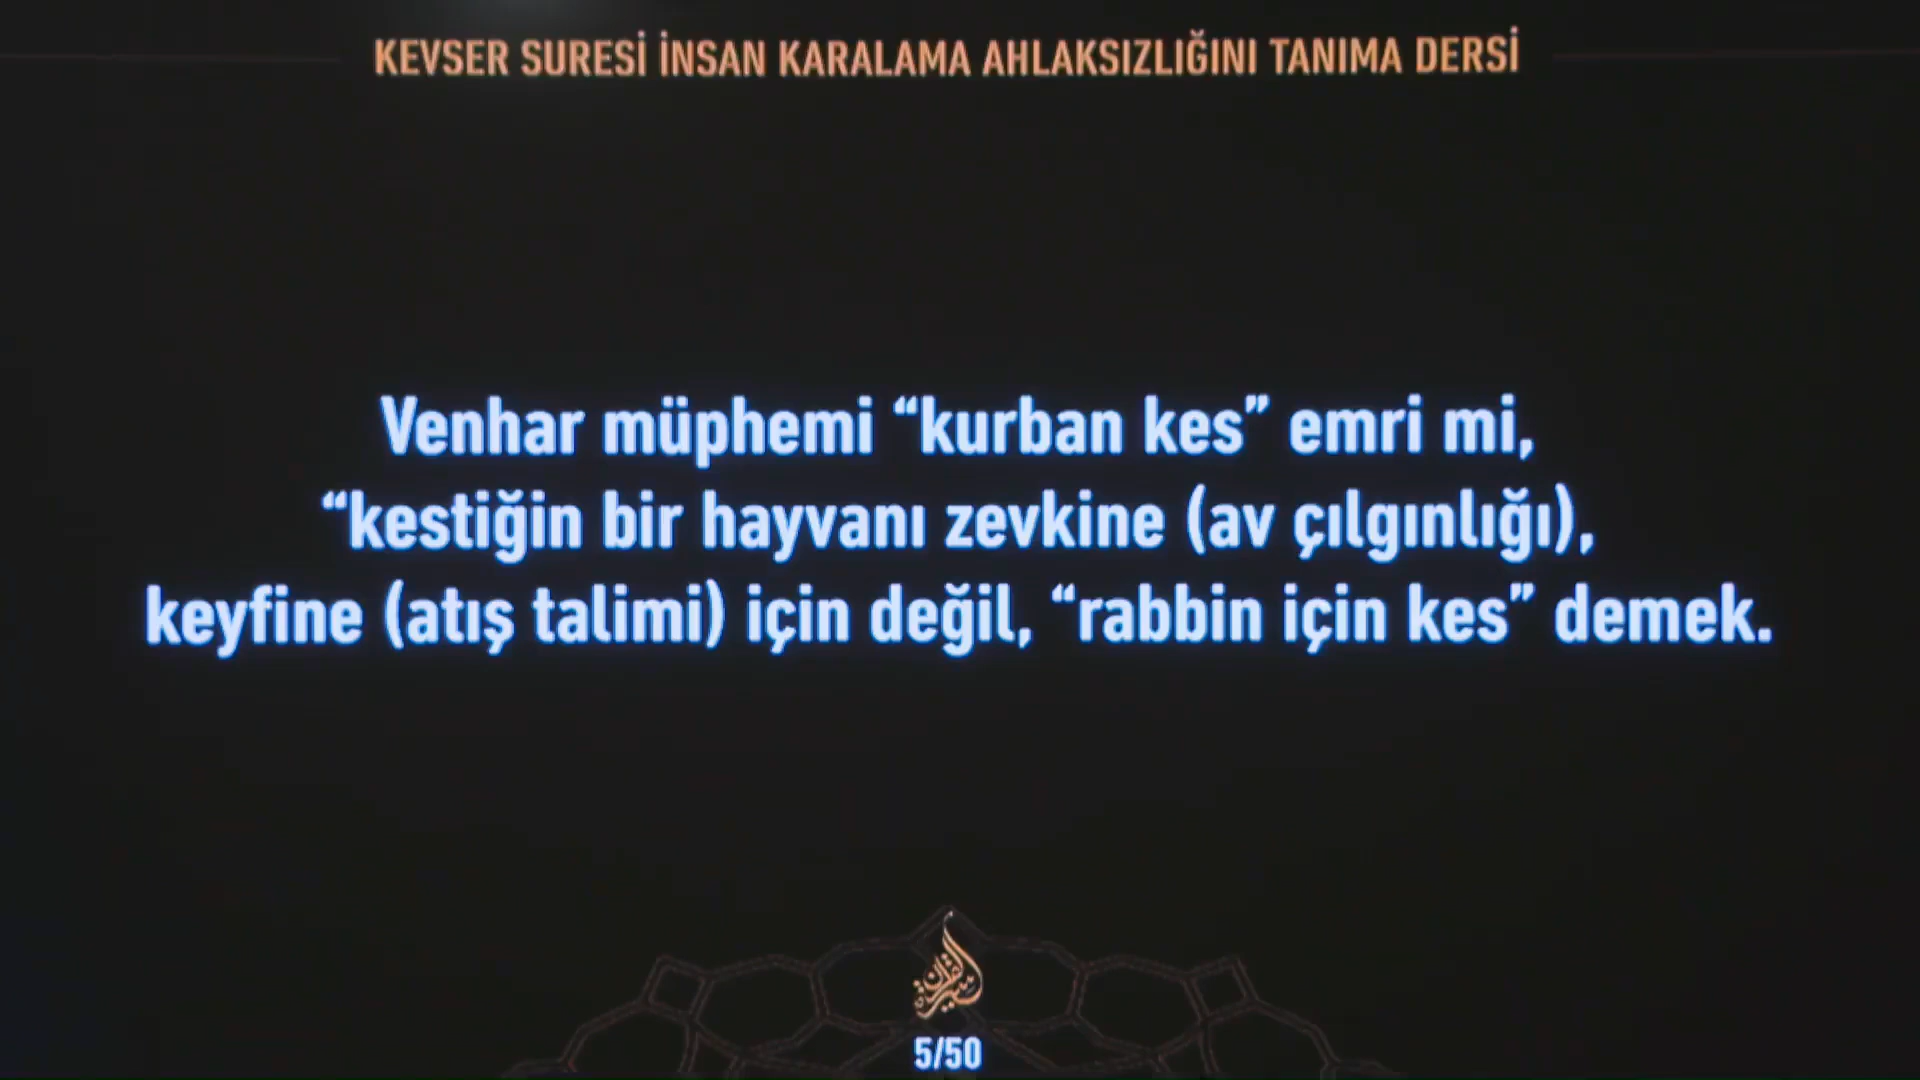 KEVSER SURESİ İNSAN KARALAMA AHLAKSIZLIĞINI TANIMA DERSİ
Venhar müphemi “kurban kes” emri mi,
“kestiğin bir hayvanı zevkine (av çılgınlığı),
keyfine (atış talimi) için değil, “rabbin için kes” demek.
5/50